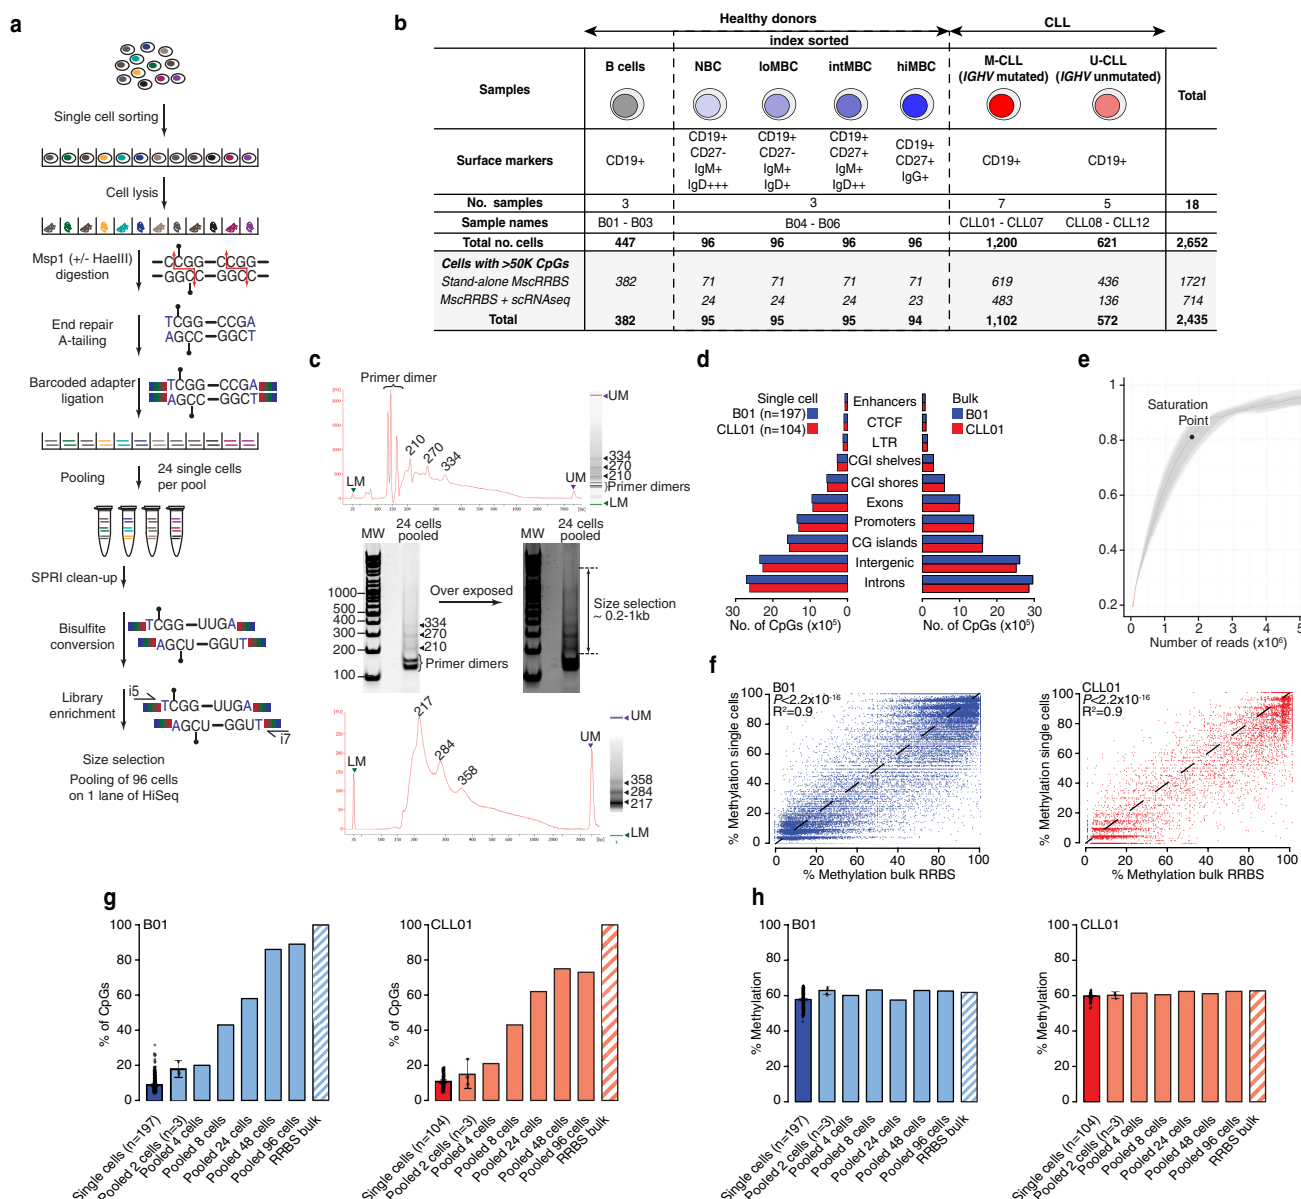 a
Single cell sorting
Cell lysis
Msp1 (+/- HaeIII)
digestion
CCGG CCGG
GGCC GGCC
End repair
A-tailing
TCGG CCGA
AGCC GGCT
Barcoded adapter
ligation
TCGG CCGA
AGCC GGCT
Pooling
24 single cells
per pool
SPRI clean-up
Bisulfite
conversion
TCGG UUGA
AGCU GGUT
Library
enrichment
i5
TCGG UUGA
AGCU GGUT
i7
Size selection
Pooling of 96 cells
on 1 lane of HiSeq
b
Healthy donors
CLL
index sorted
Samples
B cells NBC loMBC intMBC hiMBC M-CLL (IGHV mutated) U-CLL (IGHV unmutated) Total
Surface markers
CD19+
CD19+
CD27-
IgM+
IgD+++
CD19+
CD27-
IgM+
IgD+
CD19+
CD27+
IgM+
IgD++
CD19+
CD27+
IgG+
CD19+
CD19+
No. samples 3 3 7 5 18
Sample names B01 - B03 B04 - B06 CLL01 - CLL07 CLL08 - CLL12
Total no. cells 447 96 96 96 96 1,200 621 2,652
Cells with >50K CpGs
Stand-alone MscRRBS 382 71 71 71 71 619 436 1721
MscRRBS + scRNAseq 24 24 24 23 483 136 714
Total 382 95 95 95 94 1,102 572 2,435
c
Primer dimer
210
270
334
LM
UM
UM
334
270
210
Primer dimers
LM
MW
24 cells
pooled
1000
500
400
300
200
100
334
270
210
Primer dimers
Over exposed
MW
24 cells
pooled
Size selection
~ 0.2-1kb
217
284
358
LM
UM
UM
358
284
217
LM
d
Single cell
B01 (n=197)
CLL01 (n=104)
Bulk
B01
CLL01
Enhancers
CTCF
LTR
CGI shelves
CGI shores
Exons
Promoters
CG islands
Intergenic
Introns
30 20 10 0
No. of CpGs (x10⁵)
0 10 20 30
No. of CpGs (x10⁵)
e
1
0.8
0.6
0.4
0.2
Saturation
Point
0 1 2 3 4 5
Number of reads (x10⁶)
f
B01
P<2.2x10⁻¹⁶
R²=0.9
% Methylation single cells
100
80
60
40
20
0
0 20 40 60 80 100
% Methylation bulk RRBS
CLL01
P<2.2x10⁻¹⁶
R²=0.9
% Methylation single cells
100
80
60
40
20
0
0 20 40 60 80 100
% Methylation bulk RRBS
g
B01
% of CpGs
100
80
60
40
20
0
Single cells (n=197)
Pooled 2 cells (n=3)
Pooled 4 cells
Pooled 8 cells
Pooled 24 cells
Pooled 48 cells
Pooled 96 cells
RRBS bulk
CLL01
% of CpGs
100
80
60
40
20
0
Single cells (n=104)
Pooled 2 cells (n=3)
Pooled 4 cells
Pooled 8 cells
Pooled 24 cells
Pooled 48 cells
Pooled 96 cells
RRBS bulk
h
B01
% Methylation
100
80
60
40
20
0
Single cells (n=197)
Pooled 2 cells (n=3)
Pooled 4 cells
Pooled 8 cells
Pooled 24 cells
Pooled 48 cells
Pooled 96 cells
RRBS bulk
CLL01
% Methylation
100
80
60
40
20
0
Single cells (n=104)
Pooled 2 cells (n=3)
Pooled 4 cells
Pooled 8 cells
Pooled 24 cells
Pooled 48 cells
Pooled 96 cells
RRBS bulk